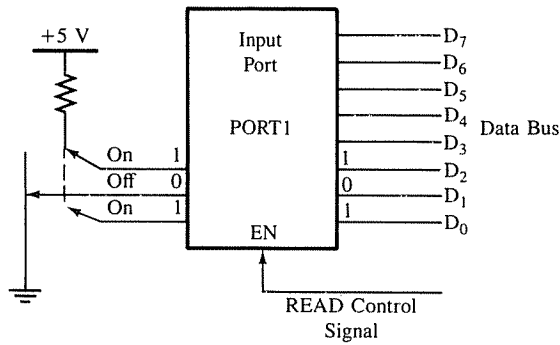 +5 V
Input
Port
PORT1
On 1
Off 0
On 1
EN
D7
D6
D5
D4
D3
1 D2
0 D1
1 D0
Data Bus
READ Control
Signal